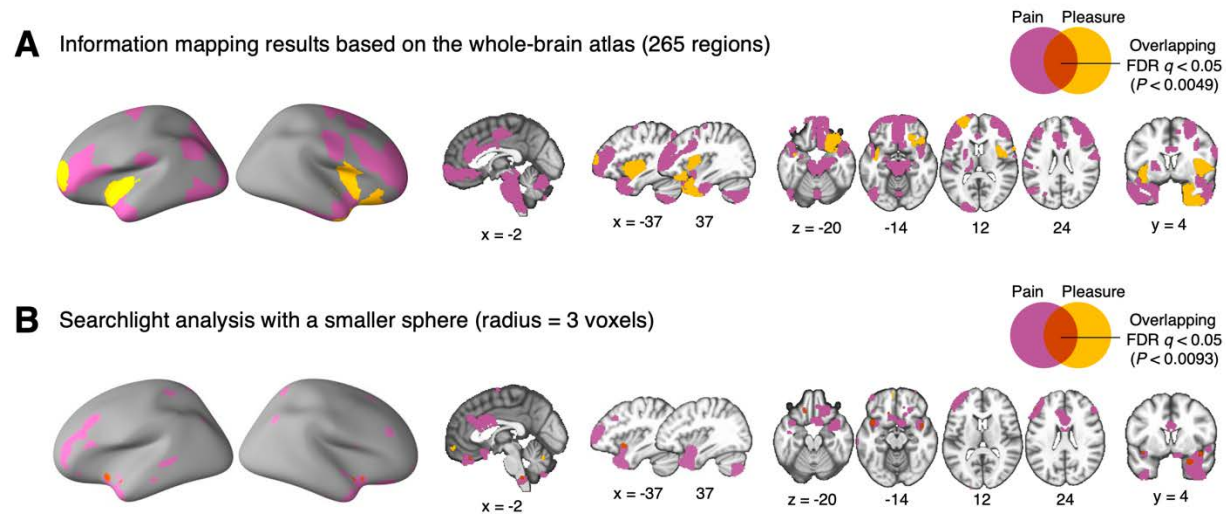 Pain Pleasure
A Information mapping results based on the whole-brain atlas (265 regions)
Overlapping
FDR q < 0.05
(P < 0.0049)
x = -2
x = -37 37
z = -20 -14 12 24
y = 4
Pain Pleasure
B Searchlight analysis with a smaller sphere (radius = 3 voxels)
Overlapping
FDR q < 0.05
(P < 0.0093)
x = -2
x = -37 37
z = -20 -14 12 24
y = 4